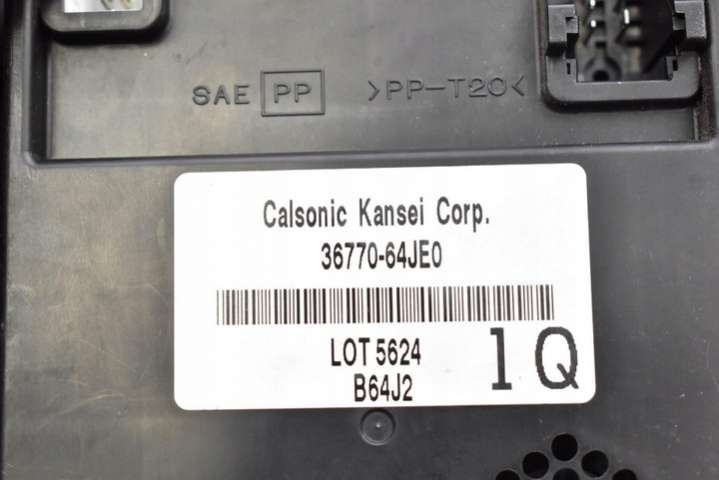 SAE PP >PP-T20<
Calsonic Kansei Corp.
36770-64JE0
LOT 5624
B64J2
1Q